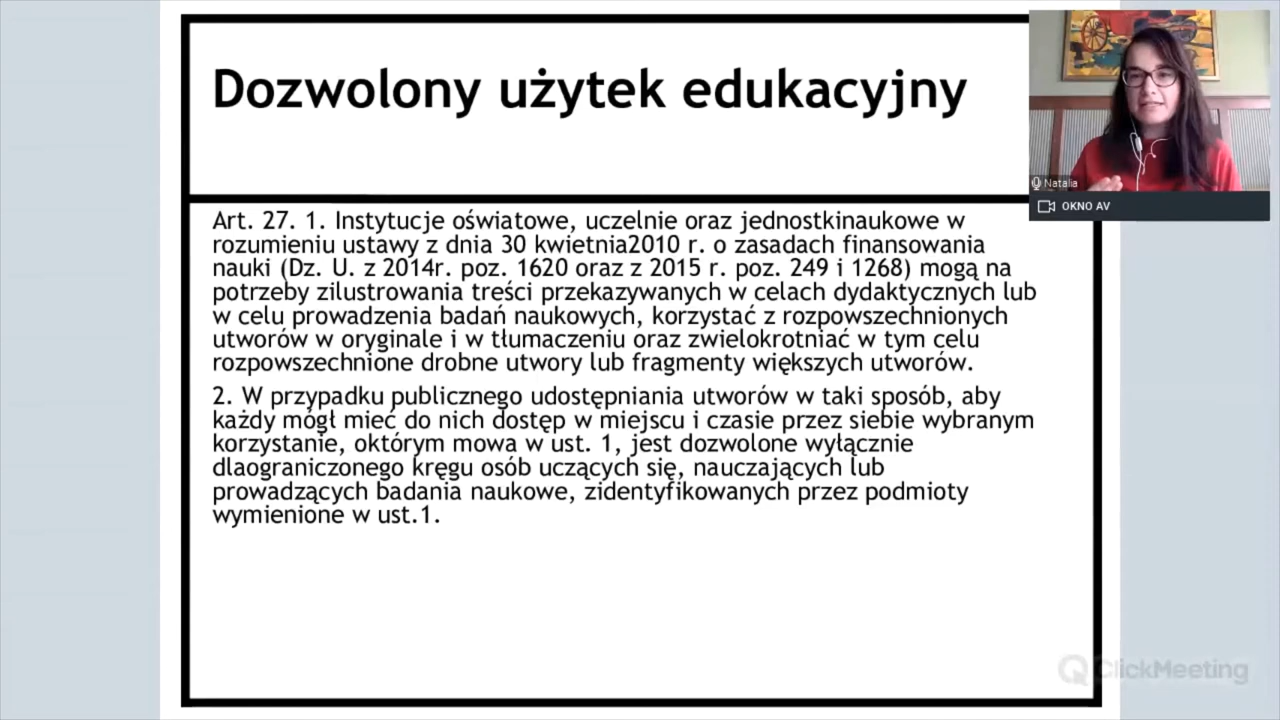 Dozwolony użytek edukacyjny
Natalia
OKNO AV
Art. 27. 1. Instytucje oświatowe, uczelnie oraz jednostkinaukowe w
rozumieniu ustawy z dnia 30 kwietnia2010 r. o zasadach finansowania
nauki (Dz. U. z 2014r. poz. 1620 oraz z 2015 r. poz. 249 i 1268) mogą na
potrzeby zilustrowania treści przekazywanych w celach dydaktycznych lub
w celu prowadzenia badań naukowych, korzystać z rozpowszechnionych
utworów w oryginale i w tłumaczeniu oraz zwielokrotniać w tym celu
rozpowszechnione drobne utwory lub fragmenty większych utworów.
2. W przypadku publicznego udostępniania utworów w taki sposób, aby
każdy mógł mieć do nich dostęp w miejscu i czasie przez siebie wybranym
korzystanie, októrym mowa w ust. 1, jest dozwolone wyłącznie
dlaograniczonego kręgu osób uczących się, nauczających lub
prowadzących badania naukowe, zidentyfikowanych przez podmioty
wymienione w ust.1.
ClickMeeting